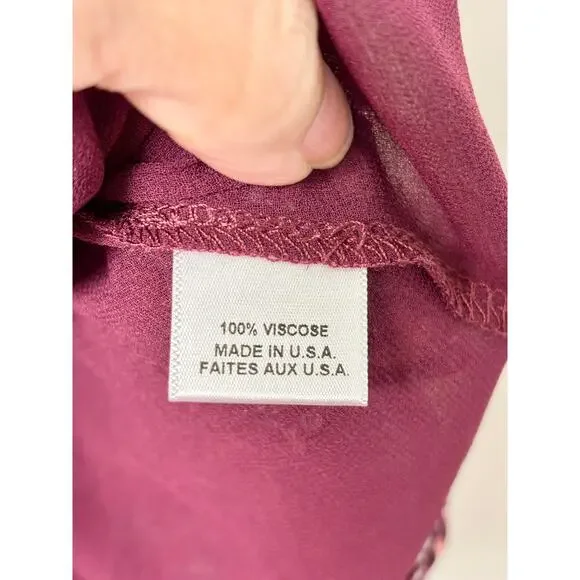 100% VISCOSE
MADE IN U.S.A.
FAITES AUX U.S.A.